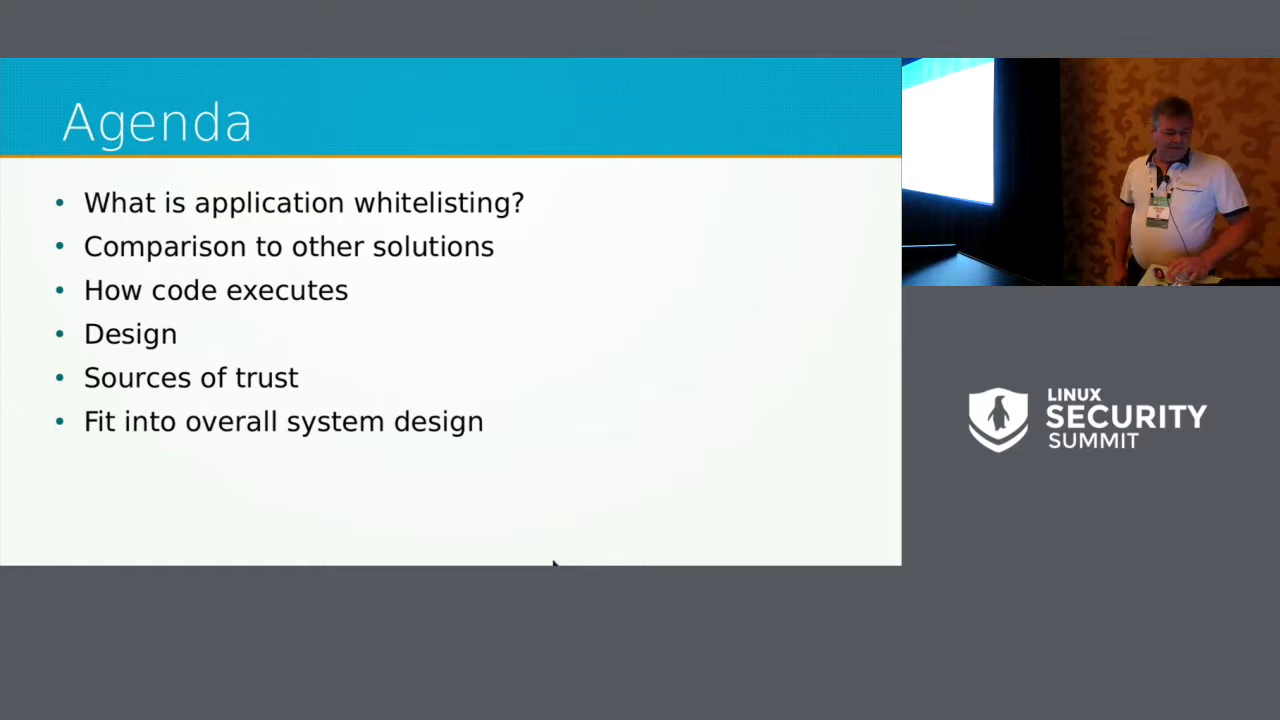 Agenda
• What is application whitelisting?
• Comparison to other solutions
• How code executes
• Design
• Sources of trust
• Fit into overall system design
LINUX
SECURITY
SUMMIT